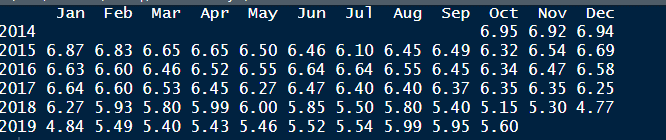 Jan Feb Mar Apr May Jun Jul Aug Sep Oct Nov Dec
2014 6.95 6.92 6.94
2015 6.87 6.83 6.65 6.65 6.50 6.46 6.10 6.45 6.49 6.32 6.54 6.69
2016 6.63 6.60 6.46 6.52 6.55 6.64 6.64 6.55 6.45 6.34 6.47 6.58
2017 6.64 6.60 6.53 6.45 6.27 6.47 6.40 6.40 6.37 6.35 6.35 6.25
2018 6.27 5.93 5.80 5.99 6.00 5.85 5.50 5.80 5.40 5.15 5.30 4.77
2019 4.84 5.49 5.40 5.43 5.46 5.52 5.54 5.99 5.95 5.60